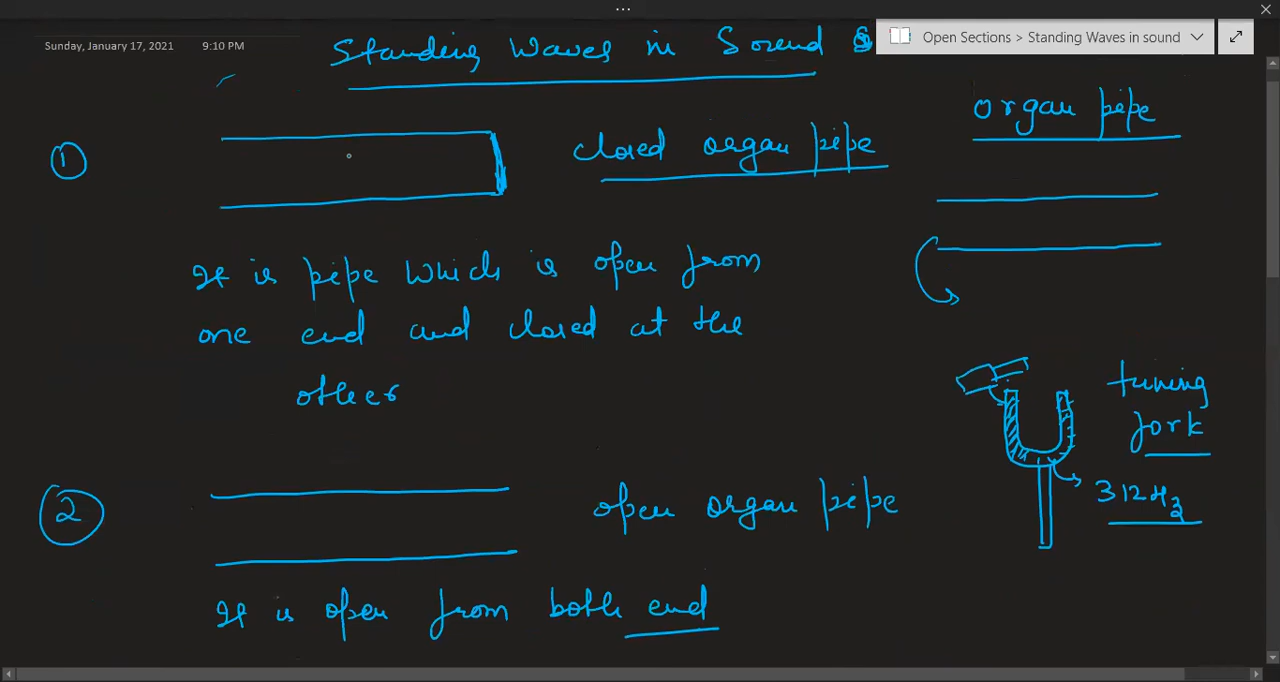 Sunday, January 17, 2021 9:10 PM
Standing Waves in Sound
Open Sections > Standing Waves in sound
organ pipe
① closed organ pipe
It is pipe which is open from
one end and closed at the
other
tuning
fork
312 Hz
② open organ pipe
It is open from both end